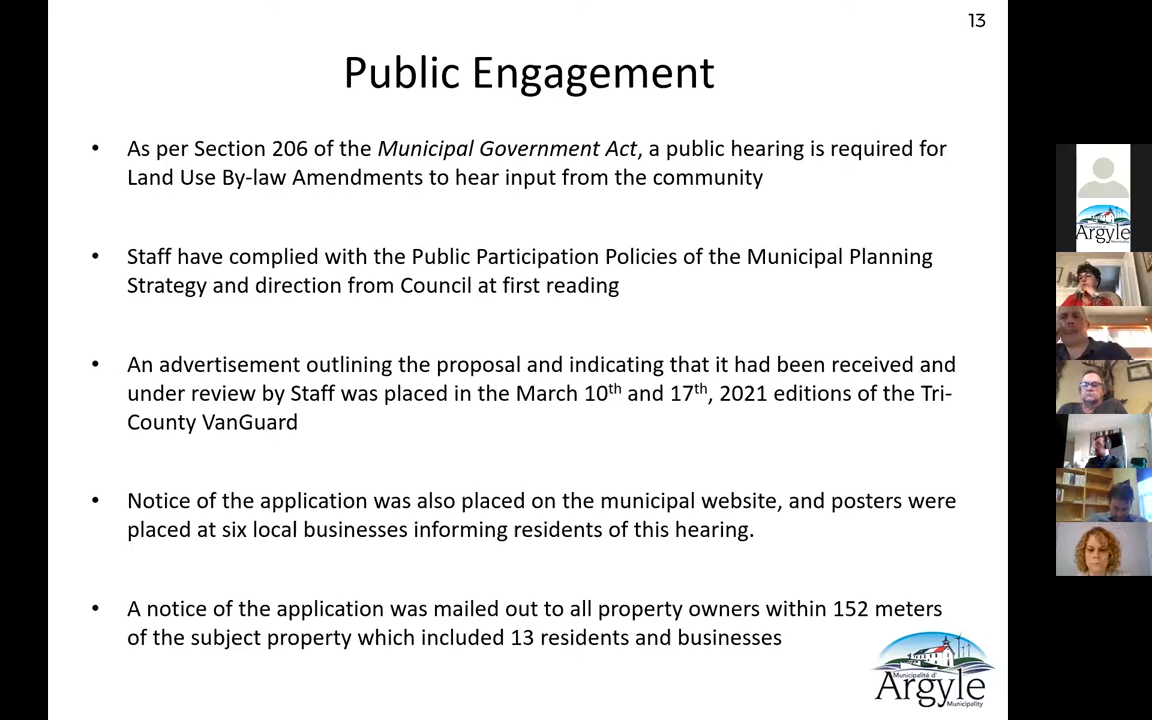 13
Public Engagement
• As per Section 206 of the Municipal Government Act, a public hearing is required for
Land Use By-law Amendments to hear input from the community
• Staff have complied with the Public Participation Policies of the Municipal Planning
Strategy and direction from Council at first reading
• An advertisement outlining the proposal and indicating that it had been received and
under review by Staff was placed in the March 10th and 17th, 2021 editions of the Tri-
County VanGuard
• Notice of the application was also placed on the municipal website, and posters were
placed at six local businesses informing residents of this hearing.
• A notice of the application was mailed out to all property owners within 152 meters
of the subject property which included 13 residents and businesses
Municipalité d'
Argyle
Municipality
Argyle
Municipality